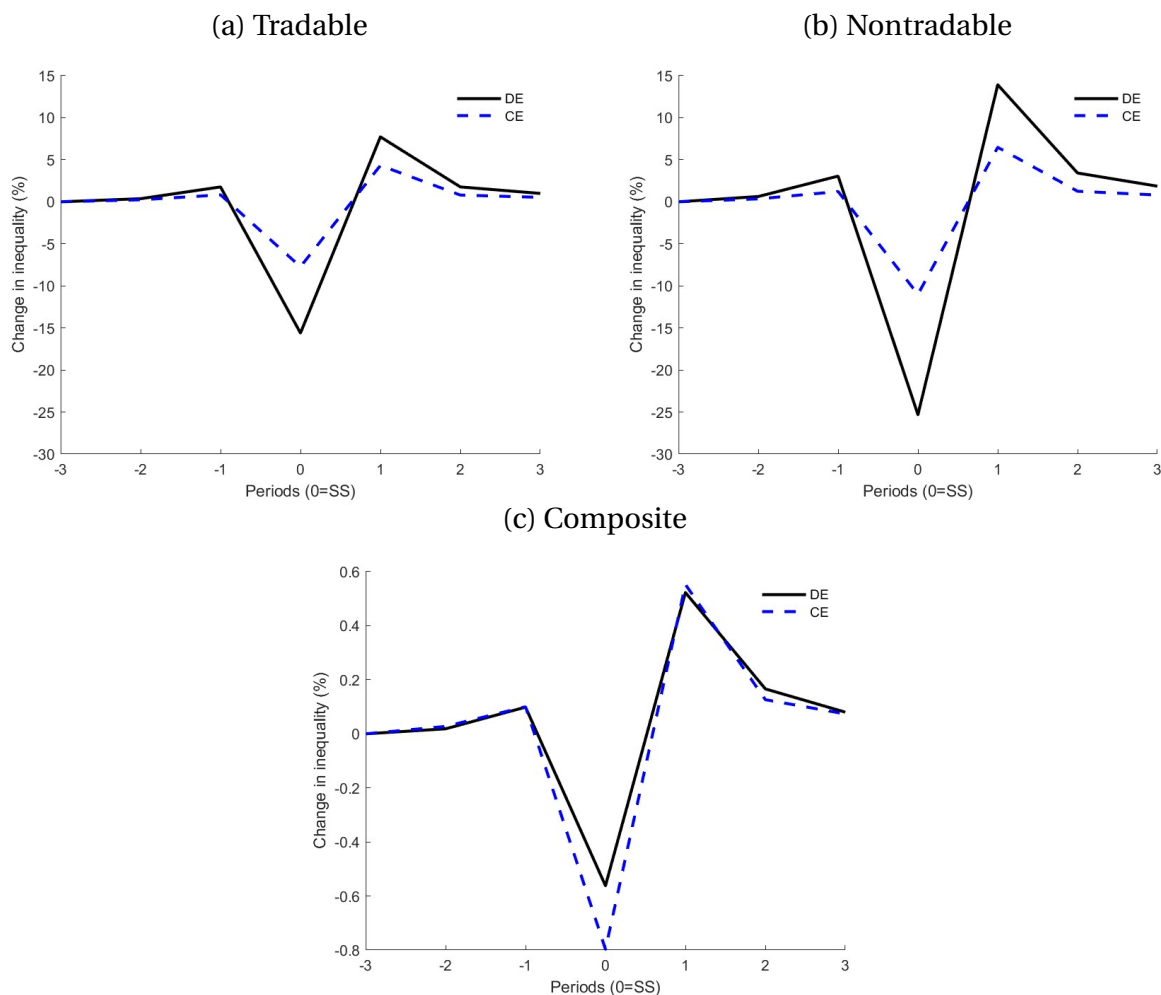 (a) Tradable
15
10
5
0
-5
-10
-15
-20
-25
-30
Change in inequality (%)
DE
CE
-3 -2 -1 0 1 2 3
Periods (0=SS)
(b) Nontradable
15
10
5
0
-5
-10
-15
-20
-25
-30
Change in inequality (%)
DE
CE
-3 -2 -1 0 1 2 3
Periods (0=SS)
(c) Composite
0.6
0.4
0.2
0
-0.2
-0.4
-0.6
-0.8
Change in inequality (%)
DE
CE
-3 -2 -1 0 1 2 3
Periods (0=SS)